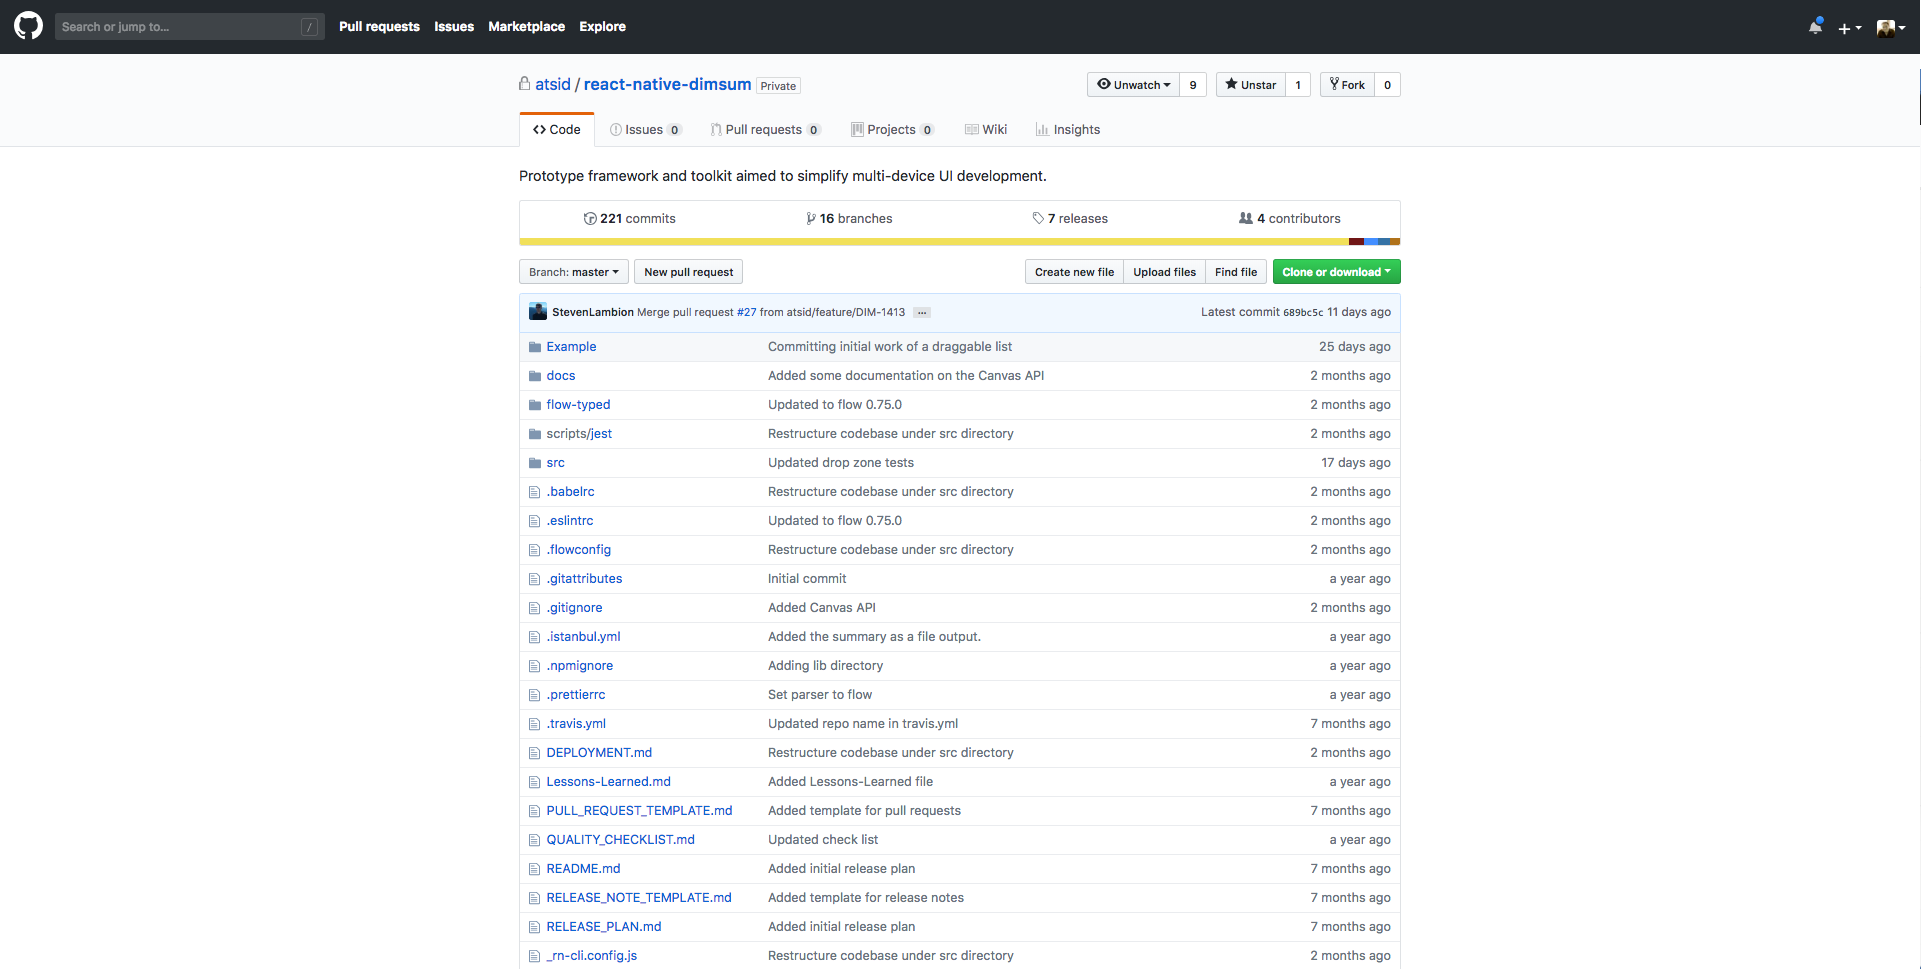 Search or jump to... / Pull requests Issues Marketplace Explore
atsid / react-native-dimsum Private Unwatch 9 Unstar 1 Fork 0
Code Issues 0 Pull requests 0 Projects 0 Wiki Insights
Prototype framework and toolkit aimed to simplify multi-device UI development.
221 commits 16 branches 7 releases 4 contributors
Branch: master New pull request Create new file Upload files Find file Clone or download
StevenLambion Merge pull request #27 from atsid/feature/DIM-1413 ... Latest commit 689bc5c 11 days ago
Example Committing initial work of a draggable list 25 days ago
docs Added some documentation on the Canvas API 2 months ago
flow-typed Updated to flow 0.75.0 2 months ago
scripts/jest Restructure codebase under src directory 2 months ago
src Updated drop zone tests 17 days ago
.babelrc Restructure codebase under src directory 2 months ago
.eslintrc Updated to flow 0.75.0 2 months ago
.flowconfig Restructure codebase under src directory 2 months ago
.gitattributes Initial commit a year ago
.gitignore Added Canvas API 2 months ago
.istanbul.yml Added the summary as a file output. a year ago
.npmignore Adding lib directory a year ago
.prettierrc Set parser to flow a year ago
.travis.yml Updated repo name in travis.yml 7 months ago
DEPLOYMENT.md Restructure codebase under src directory 2 months ago
Lessons-Learned.md Added Lessons-Learned file a year ago
PULL_REQUEST_TEMPLATE.md Added template for pull requests 7 months ago
QUALITY_CHECKLIST.md Updated check list a year ago
README.md Added initial release plan 7 months ago
RELEASE_NOTE_TEMPLATE.md Added template for release notes 7 months ago
RELEASE_PLAN.md Added initial release plan 7 months ago
_rn-cli.config.js Restructure codebase under src directory 2 months ago